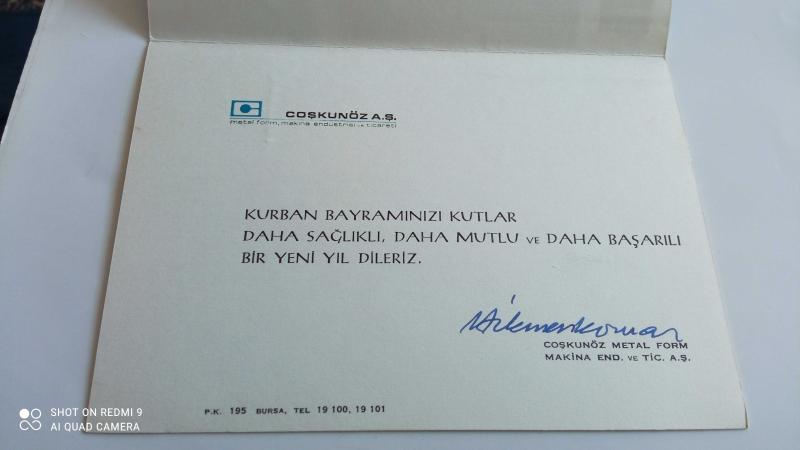 COŞKUNÖZ A.Ş.
metal form, makina endüstrisi ve ticareti
KURBAN BAYRAMINIZI KUTLAR
DAHA SAĞLIKLI, DAHA MUTLU VE DAHA BAŞARILI
BİR YENİ YIL DİLERİZ.
COŞKUNÖZ METAL FORM
MAKİNA END. VE TİC. A.Ş.
P.K. 195 BURSA, TEL 19 100, 19 101
SHOT ON REDMI 9
AI QUAD CAMERA